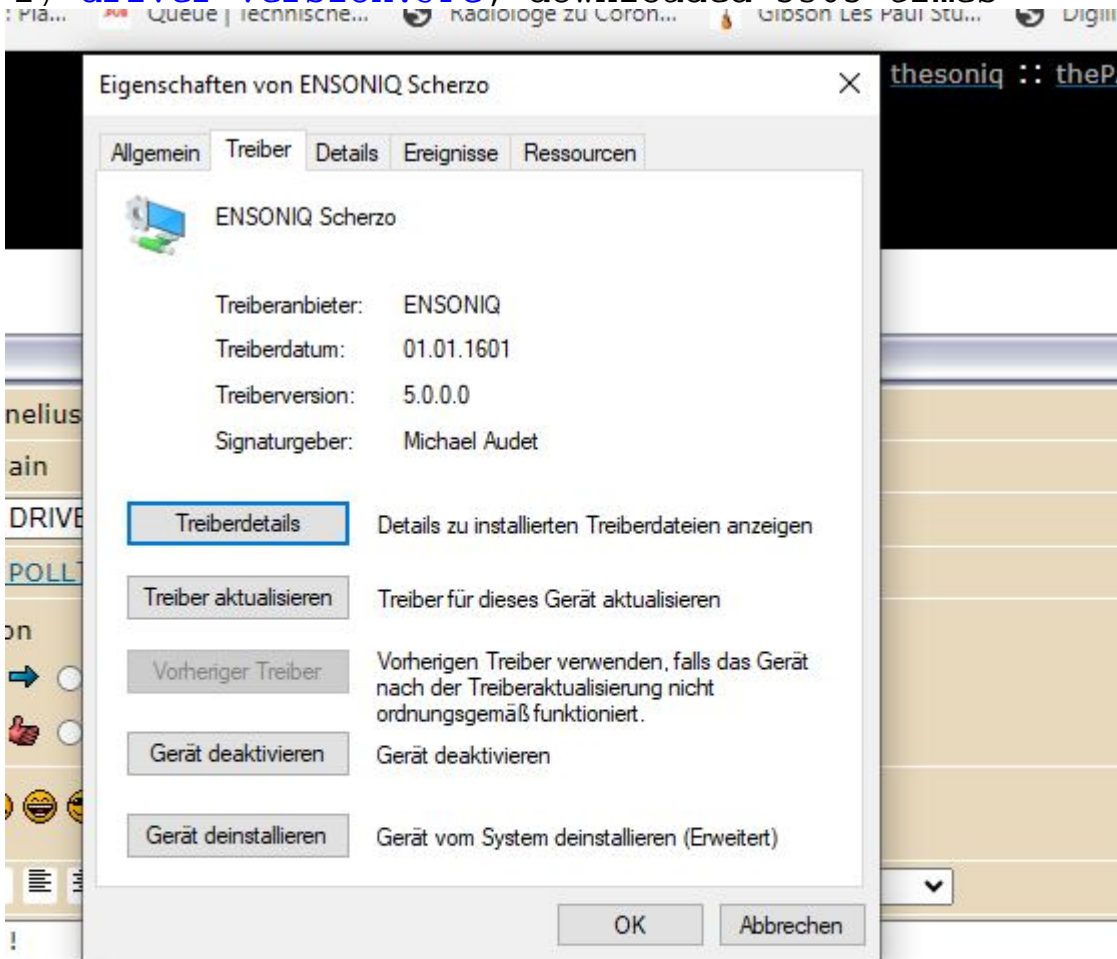 Queue | Technische...
Radiologe zu Coron...
Gibson Les Paul Stu...
thesoniq :: theP
Eigenschaften von ENSONIQ Scherzo
Allgemein Treiber Details Ereignisse Ressourcen
ENSONIQ Scherzo
Treiberanbieter: ENSONIQ
Treiberdatum: 01.01.1601
Treiberversion: 5.0.0.0
Signaturgeber: Michael Audet
nelius
ain
DRIVE
POLL
on
Treiberdetails Details zu installierten Treiberdateien anzeigen
Treiber aktualisieren Treiber für dieses Gerät aktualisieren
Vorheriger Treiber Vorherigen Treiber verwenden, falls das Gerät
nach der Treiberaktualisierung nicht
ordnungsgemäß funktioniert.
Gerät deaktivieren Gerät deaktivieren
Gerät deinstallieren Gerät vom System deinstallieren (Erweitert)
OK Abbrechen
!